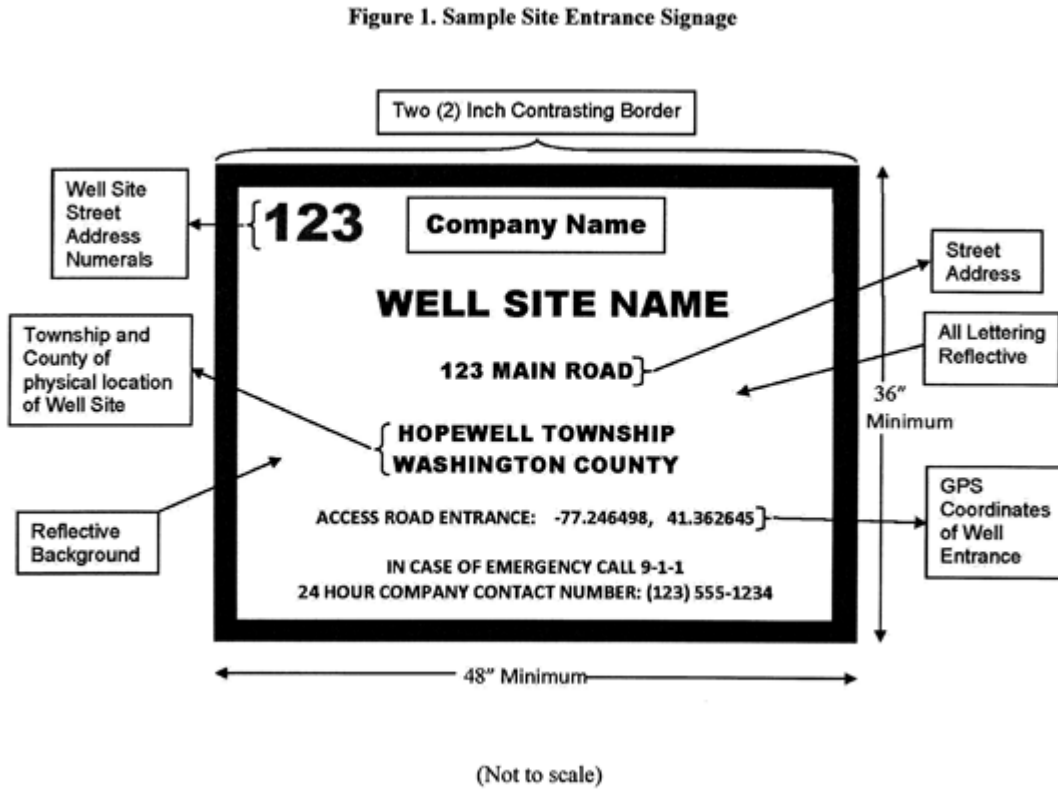 Figure 1. Sample Site Entrance Signage
Two (2) Inch Contrasting Border
Well Site
Street
Address
Numerals
123
Company Name
Street
Address
WELL SITE NAME
Township and
County of
physical location
of Well Site
All Lettering
Reflective
123 MAIN ROAD
36"
Minimum
HOPEWELL TOWNSHIP
WASHINGTON COUNTY
GPS
Coordinates
of Well
Entrance
Reflective
Background
ACCESS ROAD ENTRANCE: -77.246498, 41.362645
IN CASE OF EMERGENCY CALL 9-1-1
24 HOUR COMPANY CONTACT NUMBER: (123) 555-1234
48" Minimum
(Not to scale)